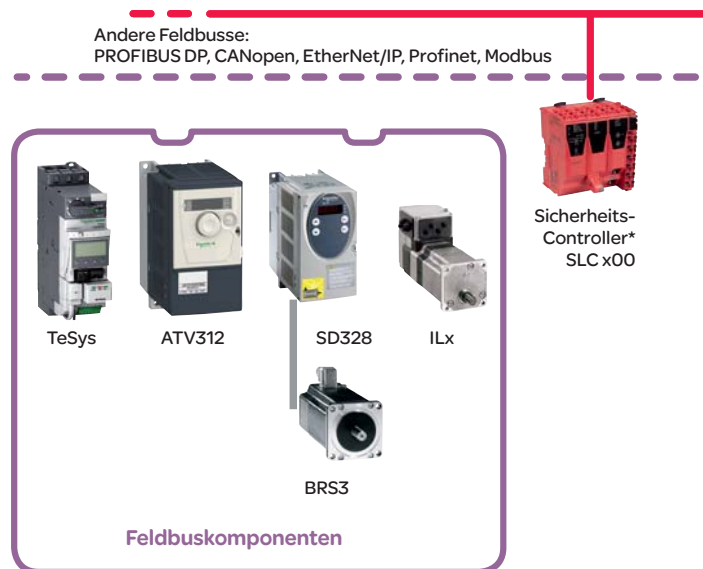 Andere Feldbusse:
PROFIBUS DP, CANopen, EtherNet/IP, Profinet, Modbus
Sicherheits-
Controller*
SLC x00
TeSys
ATV312
SD328
ILx
BRS3
Feldbuskomponenten